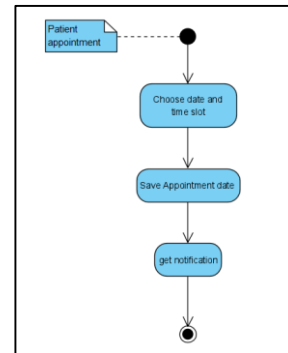 Patient
appointment
Choose date and
time slot
Save Appointment date
get notification